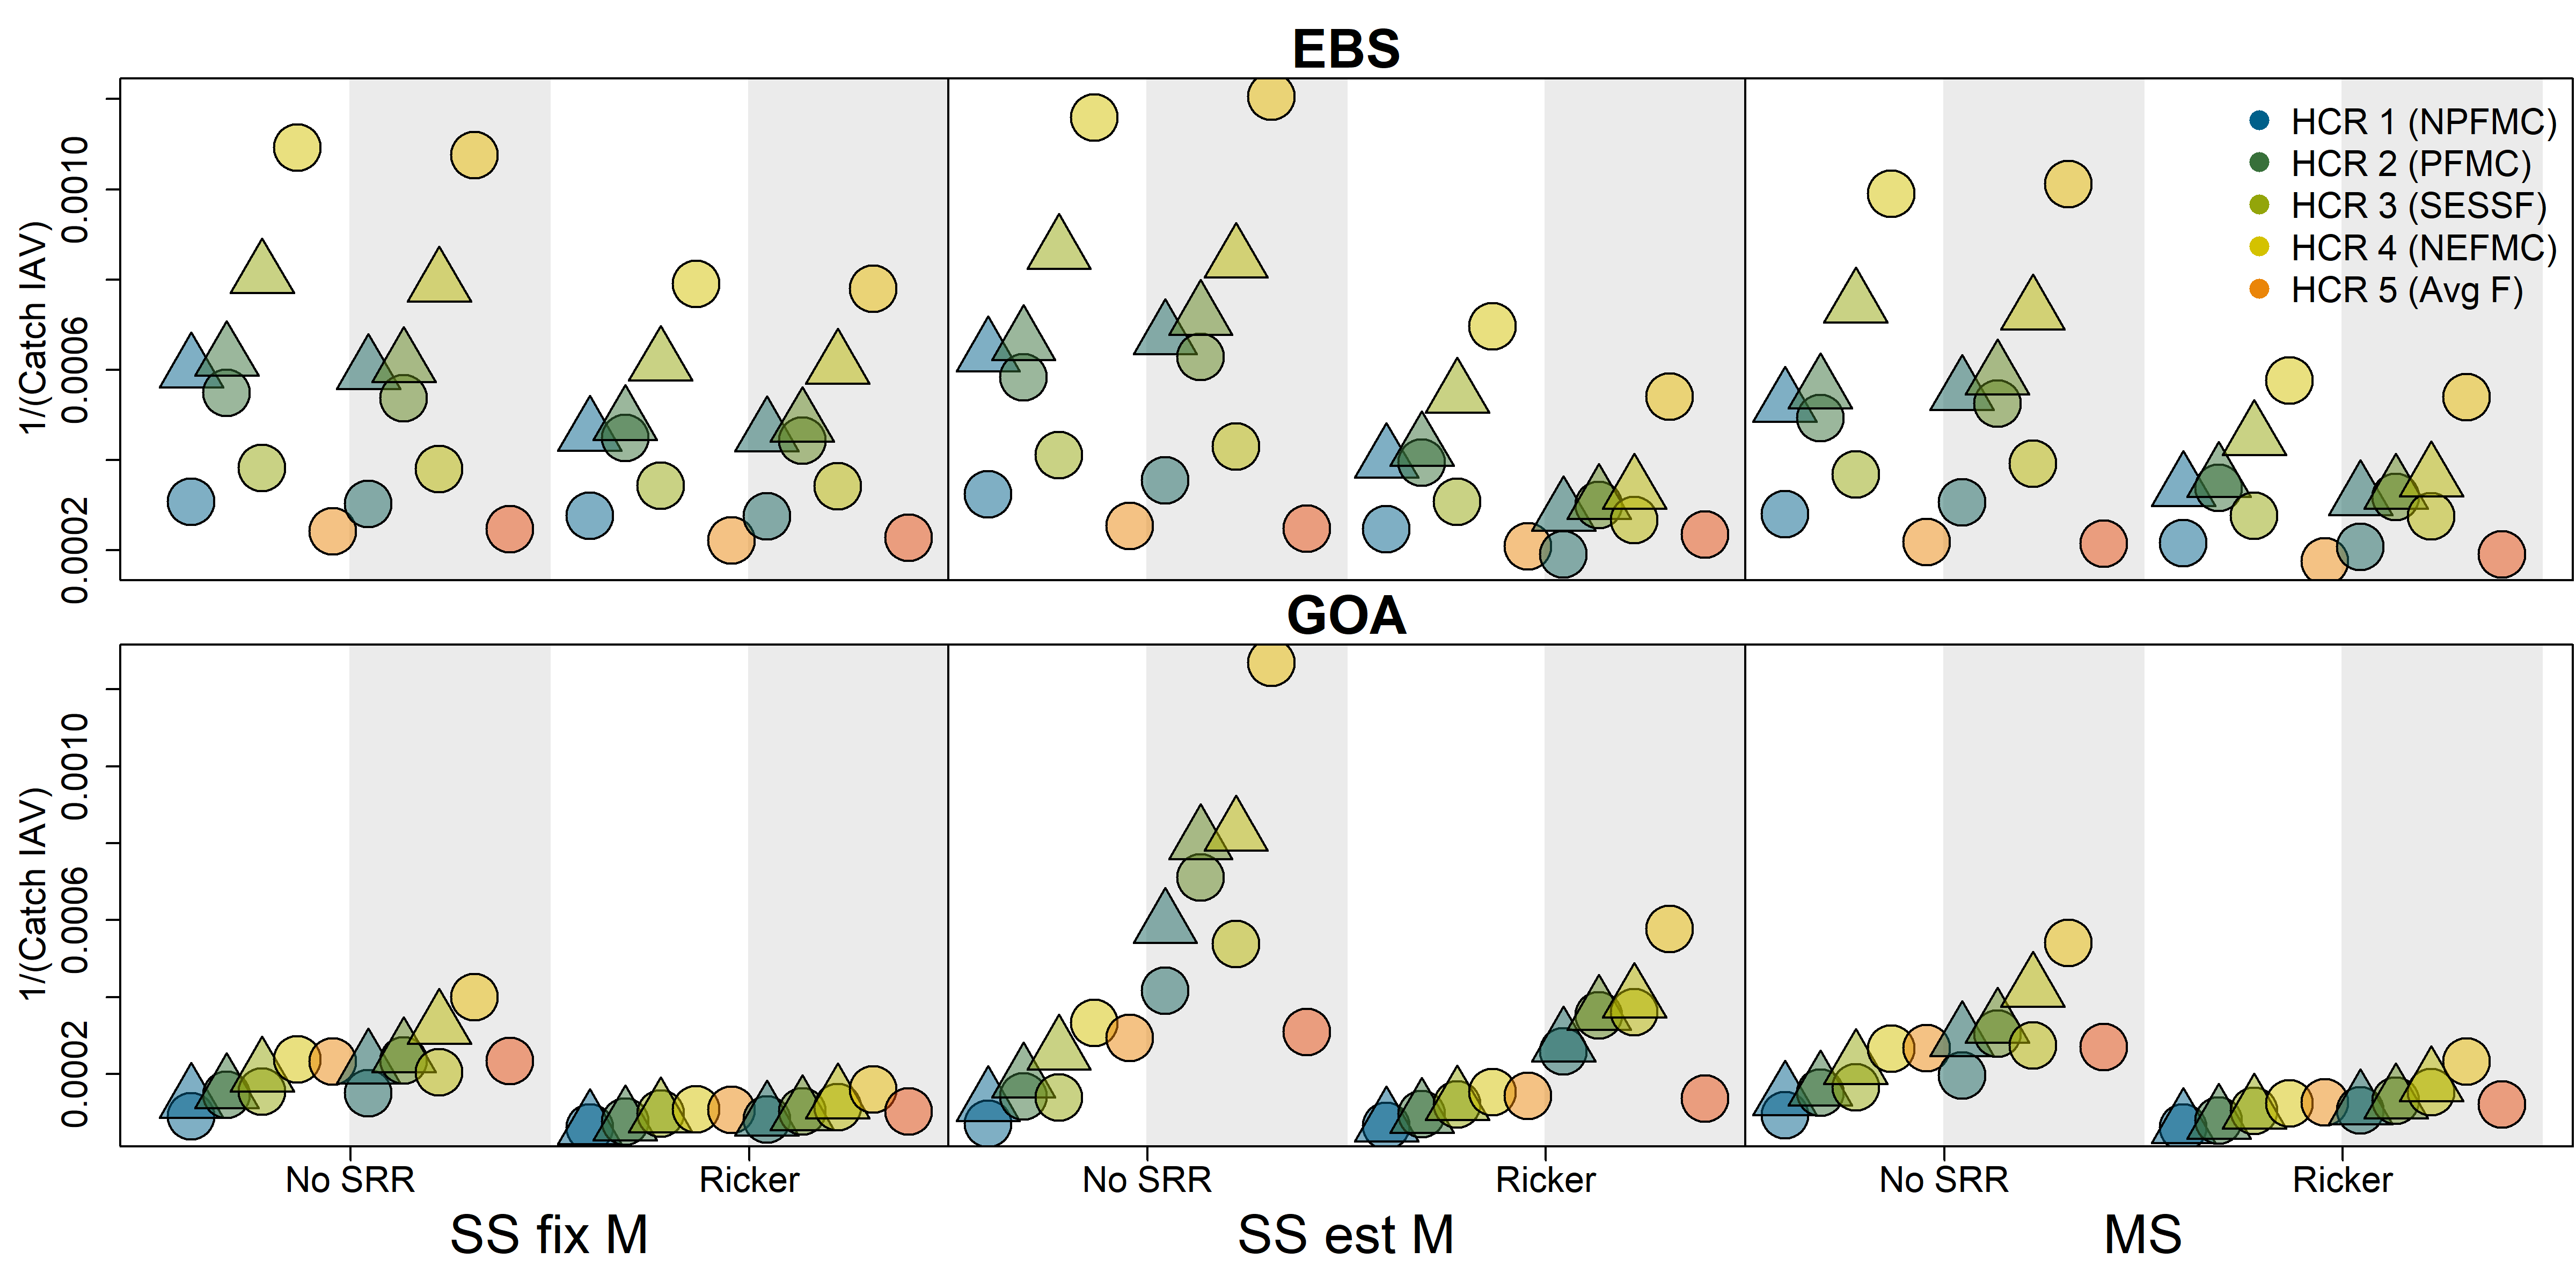 EBS
1/(Catch IAV)
0.0010
0.0006
0.0002
HCR 1 (NPFMC)
HCR 2 (PFMC)
HCR 3 (SESSF)
HCR 4 (NEFMC)
HCR 5 (Avg F)
GOA
1/(Catch IAV)
0.0010
0.0006
0.0002
No SRR Ricker No SRR Ricker No SRR Ricker
SS fix M SS est M MS